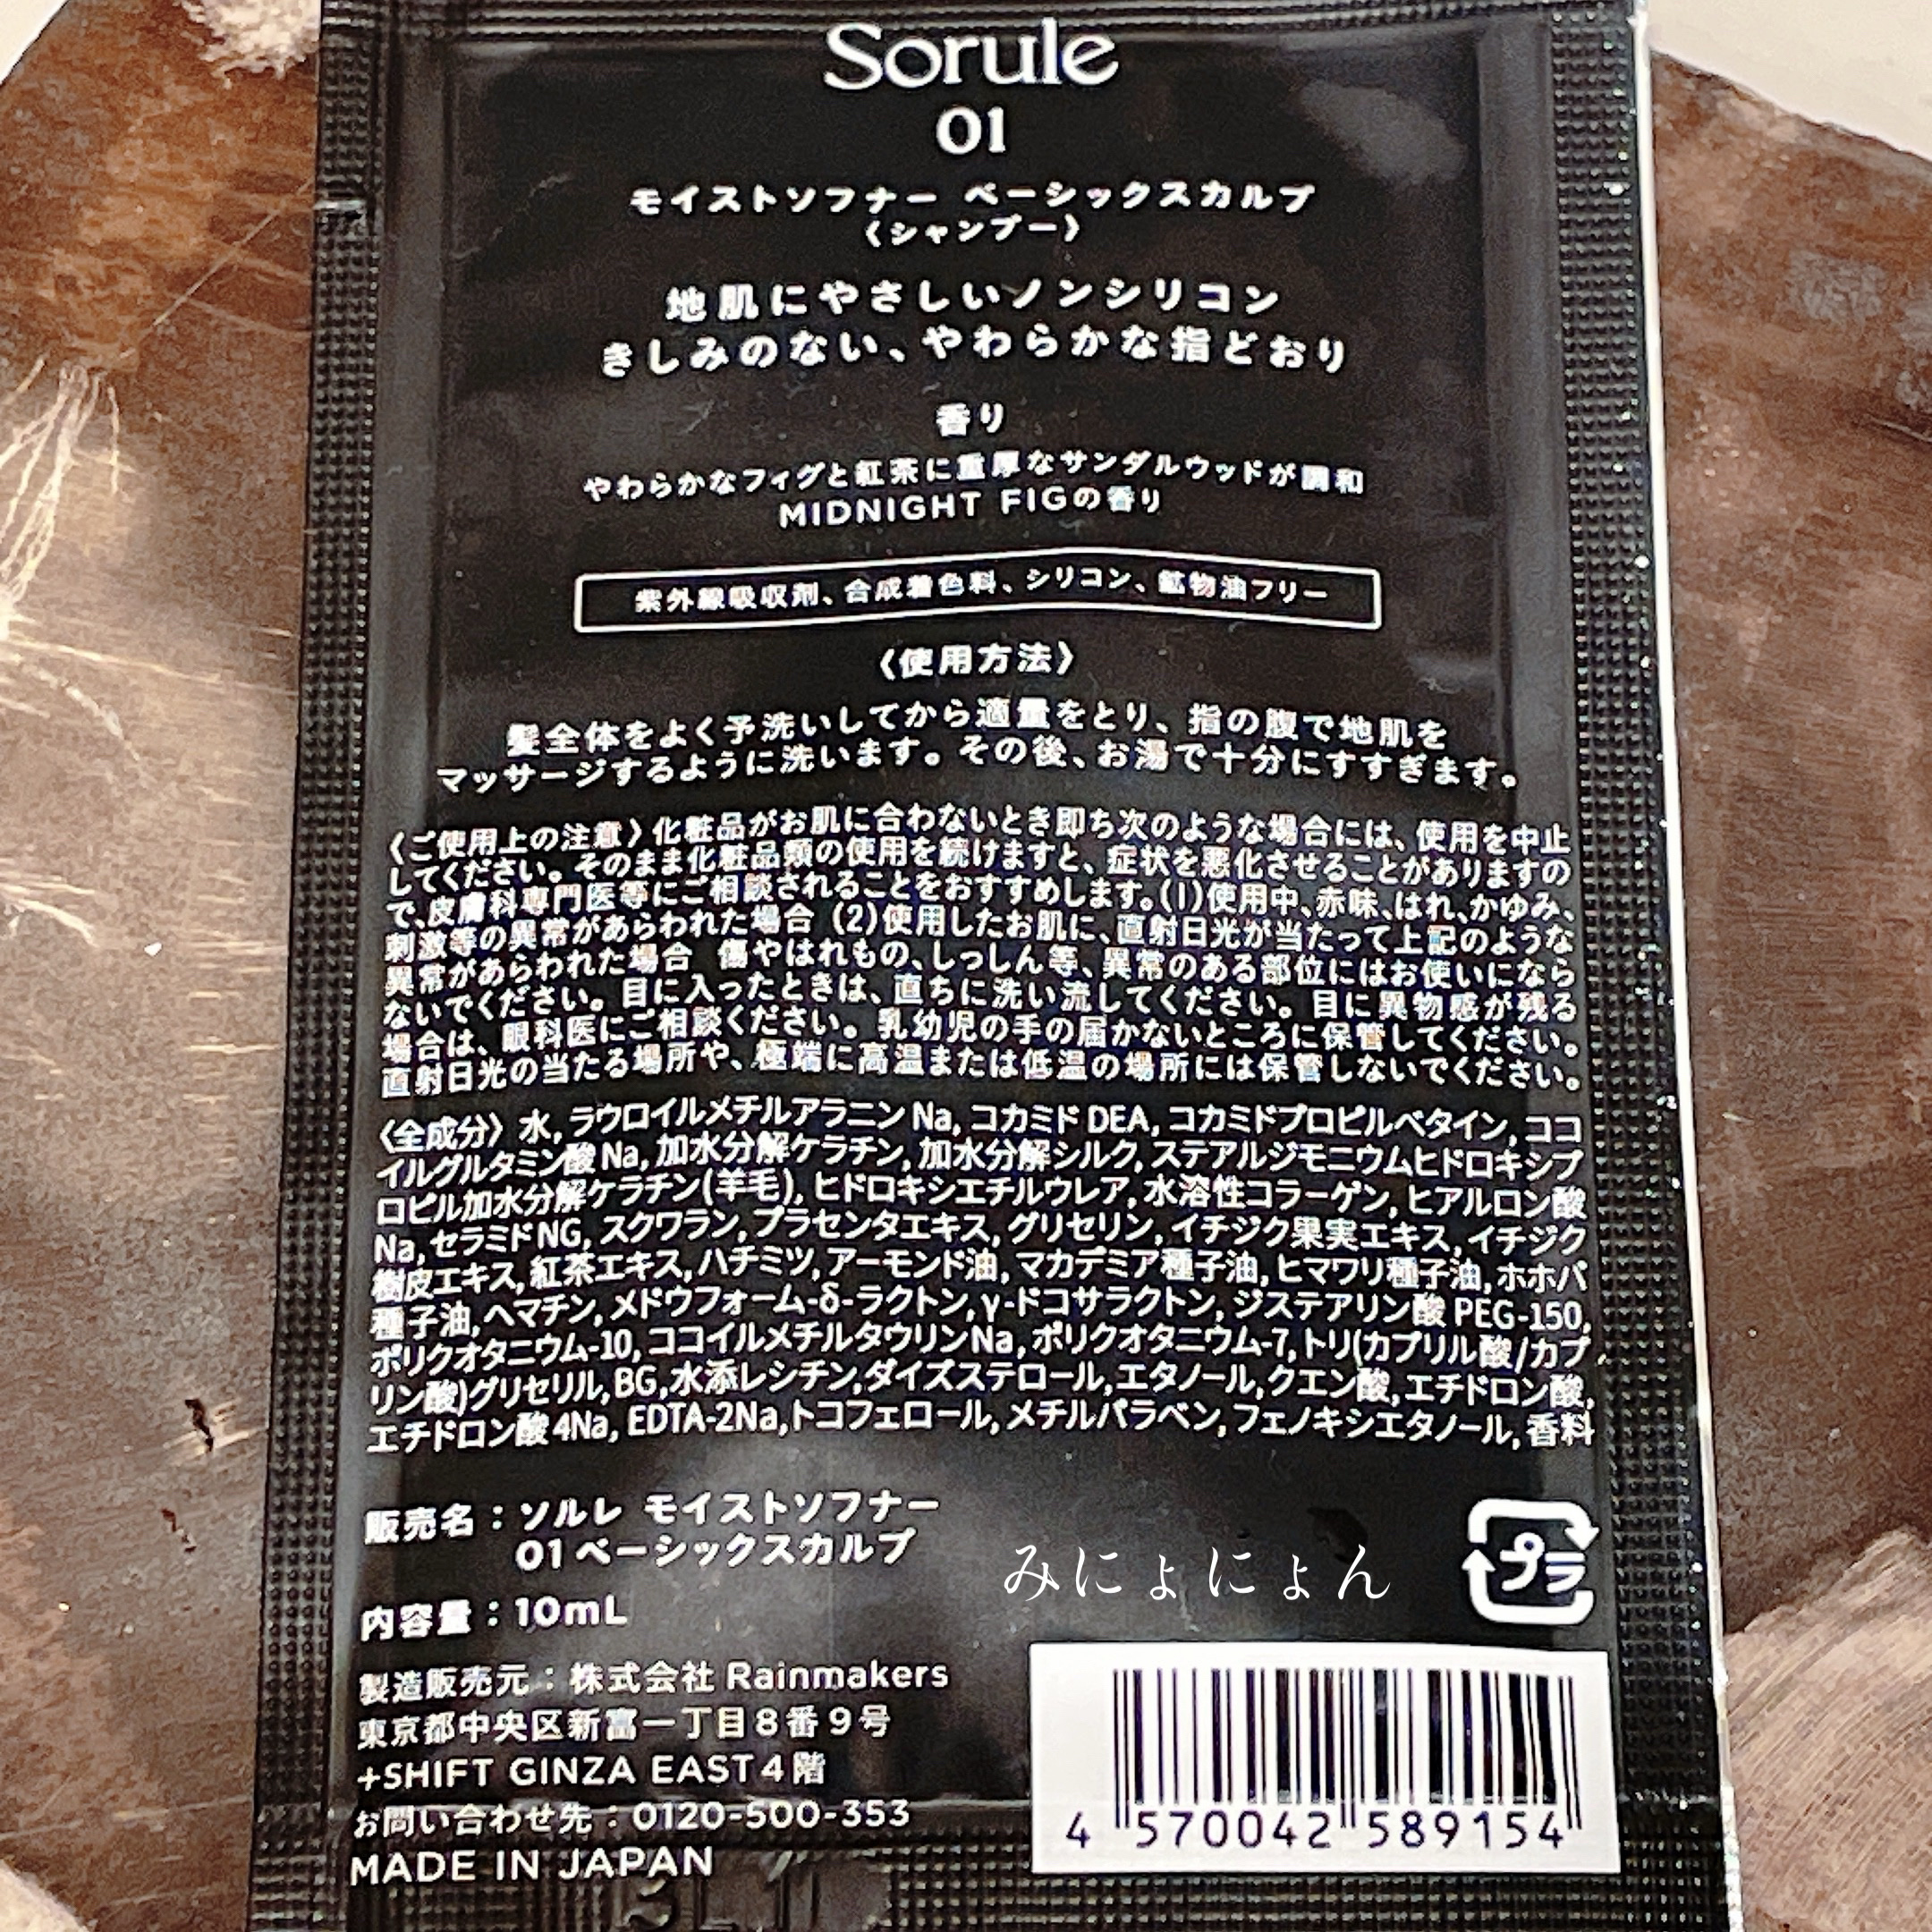 Sorule
01
モイストソフナー ベーシックスカルプ
〈シャンプー〉
地肌にやさしいノンシリコン
きしみのない、やわらかな指どおり
香り
やわらかなフィグと紅茶に重厚なサンダルウッドが調和
MIDNIGHT FIGの香り
紫外線吸収剤、合成着色料、シリコン、鉱物油フリー
〈使用方法〉
髪全体をよく予洗いしてから適量をとり、指の腹で地肌を
マッサージするように洗います。その後、お湯で十分にすすぎます。
〈ご使用上の注意〉化粧品がお肌に合わないとき即ち次のような場合には、使用を中止
してください。そのまま化粧品類の使用を続けますと、症状を悪化させることがありますの
で、皮膚科専門医等にご相談されることをおすすめします。(1)使用中、赤味、はれ、かゆみ、
刺激等の異常があらわれた場合 (2)使用したお肌に、直射日光が当たって上記のような
異常があらわれた場合 傷やはれもの、しっしん等、異常のある部位にはお使いになら
ないでください。目に入ったときは、直ちに洗い流してください。目に異物感が残る
場合は、眼科医にご相談ください。乳幼児の手の届かないところに保管してください。
直射日光の当たる場所や、極端に高温または低温の場所には保管しないでください。
〈全成分〉水, ラウロイルメチルアラニン Na, コカミド DEA, コカミドプロピルベタイン, ココ
イルグルタミン酸 Na, 加水分解ケラチン, 加水分解シルク, ステアルジモニウムヒドロキシプ
ロピル加水分解ケラチン(羊毛), ヒドロキシエチルウレア, 水溶性コラーゲン, ヒアルロン酸
Na, セラミドNG, スクワラン, プラセンタエキス, グリセリン, イチジク果実エキス, イチジク
樹皮エキス, 紅茶エキス, ハチミツ, アーモンド油, マカデミア種子油, ヒマワリ種子油, ホホバ
種子油, ヘマチン, メドウフォーム-δ-ラクトン, γ-ドコサラクトン, ジステアリン酸 PEG-150,
ポリクオタニウム-10, ココイルメチルタウリンNa, ポリクオタニウム-7, トリ(カプリル酸/カプ
リン酸)グリセリル, BG, 水添レシチン, ダイズステロール, エタノール, クエン酸, エチドロン酸,
エチドロン酸 4Na, EDTA-2Na, トコフェロール, メチルパラベン, フェノキシエタノール, 香料
販売名：ソルレ モイストソフナー
01 ベーシックスカルプ
みにょにょん
プラ
内容量：10mL
製造販売元：株式会社 Rainmakers
東京都中央区新富一丁目8番9号
+SHIFT GINZA EAST4階
お問い合わせ先：0120-500-353
MADE IN JAPAN
4 570042 589154